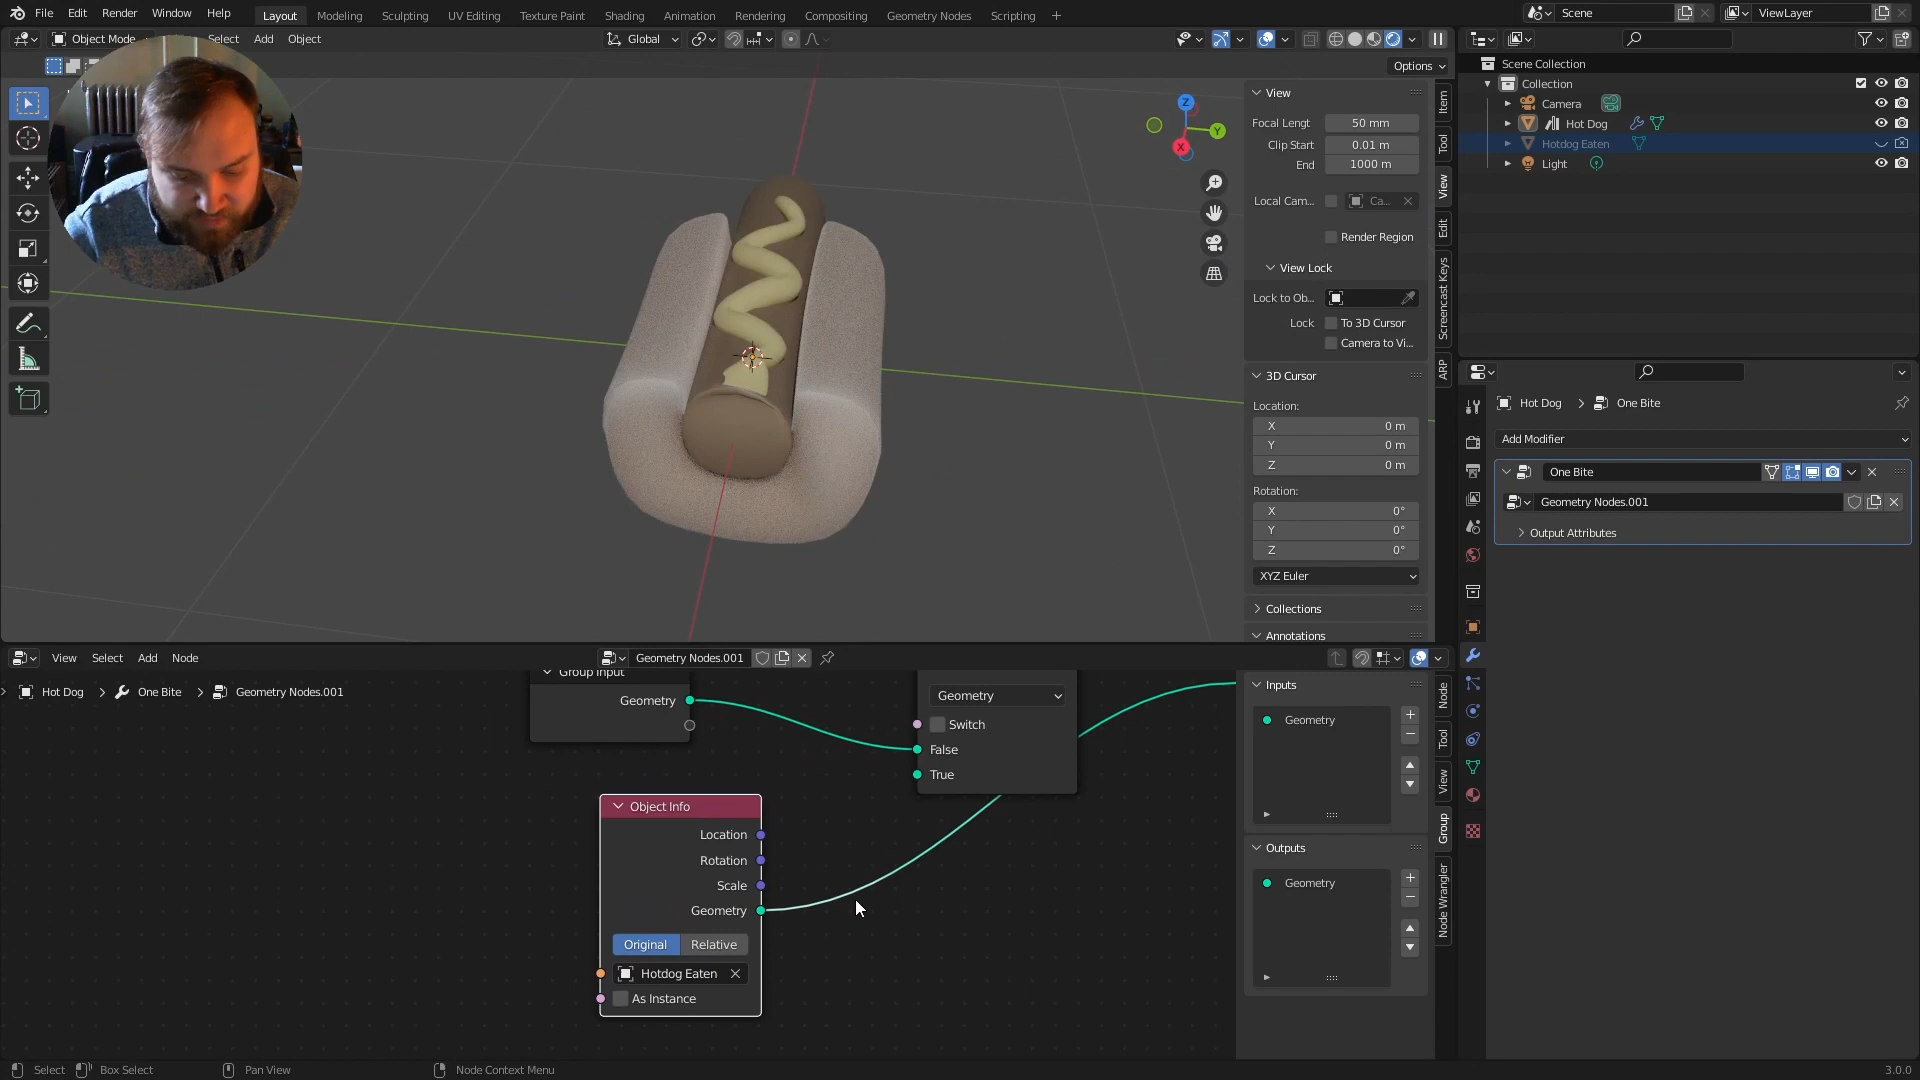 File Edit Render Window Help
Layout Modeling Sculpting UV Editing Texture Paint Shading Animation Rendering Compositing Geometry Nodes Scripting +
Scene
ViewLayer
Object Mode
Select Add Object
Global
Options
View
Focal Lengt 50 mm
Clip Start 0.01 m
End 1000 m
Local Cam... Ca...
Render Region
View Lock
Lock to Ob...
Lock To 3D Cursor
Camera to Vi...
3D Cursor
Location:
X 0 m
Y 0 m
Z 0 m
Rotation:
X 0°
Y 0°
Z 0°
XYZ Euler
Collections
Annotations
Item
Tool
View
Edit
Screencast Keys
ARP
Z
Y
X
Scene Collection
Collection
Camera
Hot Dog
Hotdog Eaten
Light
Hot Dog > One Bite
Add Modifier
One Bite
Geometry Nodes.001
Output Attributes
View Select Add Node
Geometry Nodes.001
Hot Dog > One Bite > Geometry Nodes.001
Group Input
Geometry
Geometry
Switch
False
True
Object Info
Location
Rotation
Scale
Geometry
Original Relative
Hotdog Eaten
As Instance
Inputs
Geometry
Outputs
Geometry
Node
Tool
View
Group
Node Wrangler
Select Box Select Pan View Node Context Menu
3.0.0